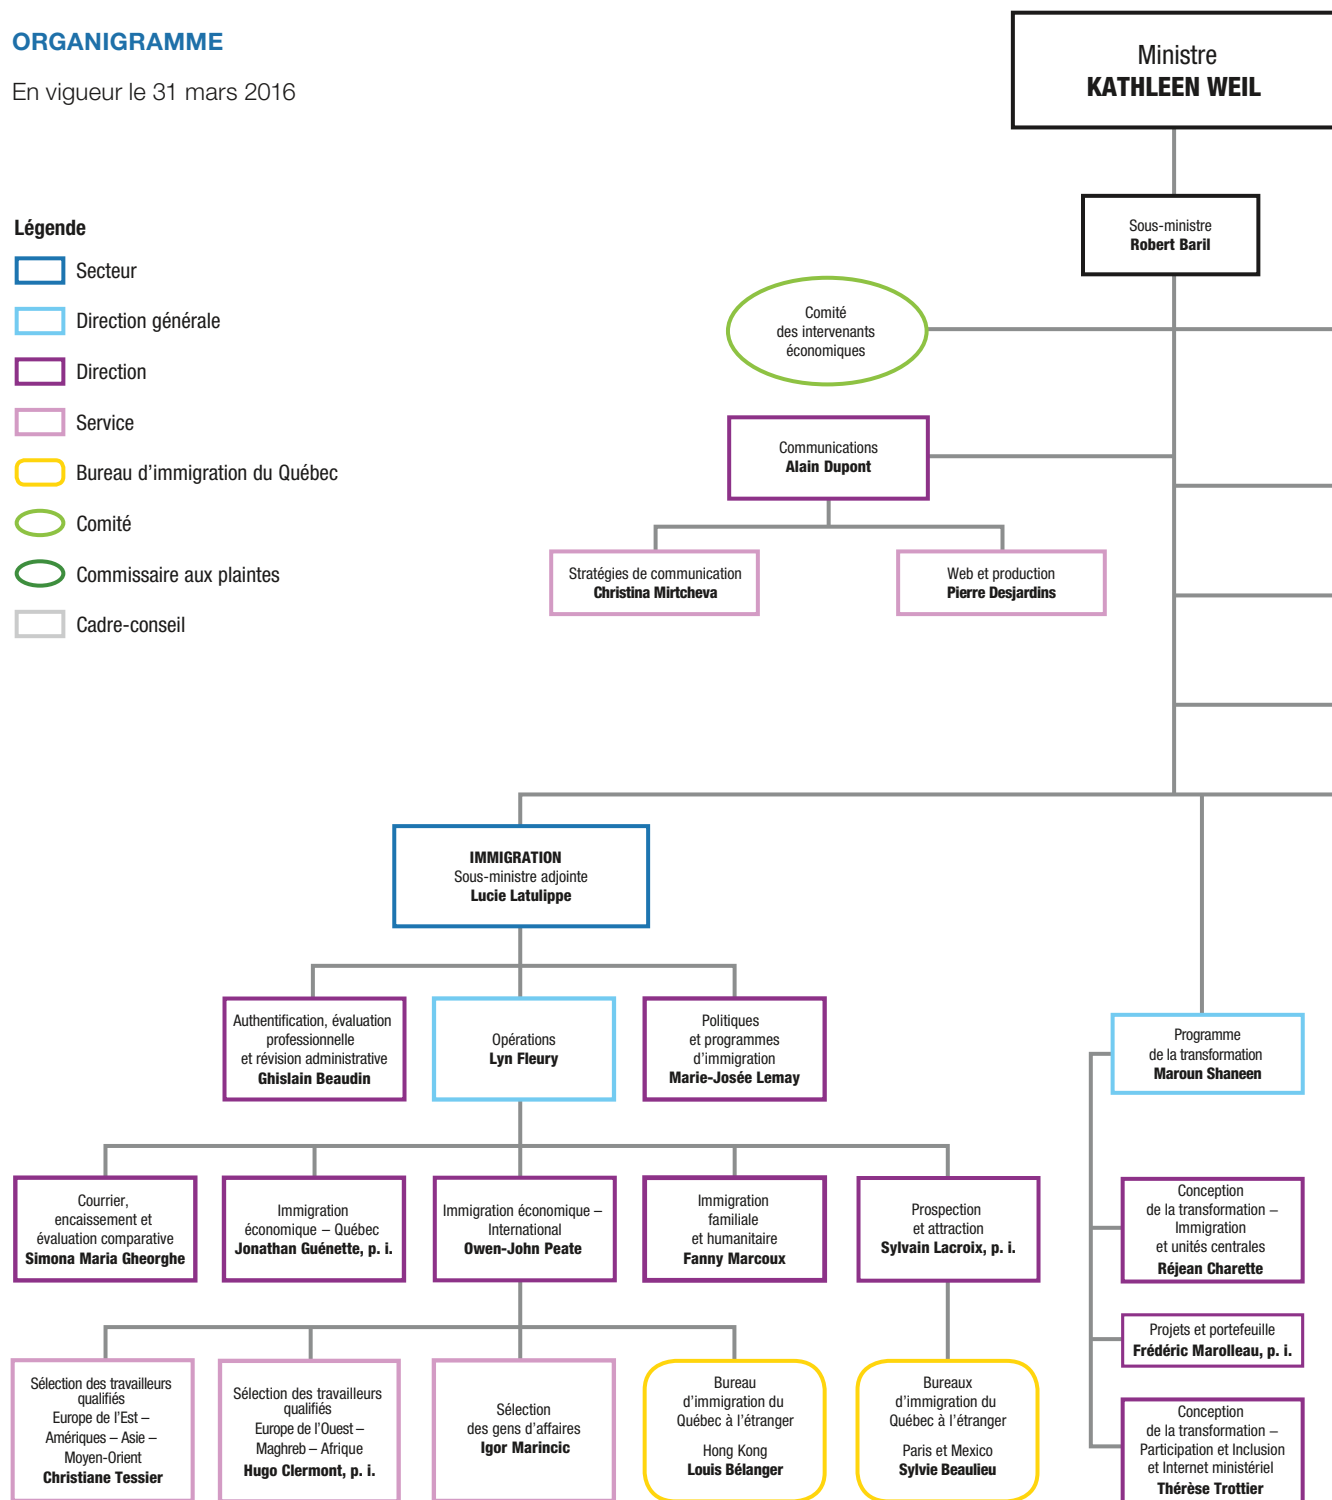 ORGANIGRAMME
En vigueur le 31 mars 2016
Ministre
KATHLEEN WEIL
Sous-ministre
Robert Baril
Légende
Secteur
Direction générale
Direction
Service
Bureau d'immigration du Québec
Comité
Commissaire aux plaintes
Cadre-conseil
Comité
des intervenants
économiques
Communications
Alain Dupont
Stratégies de communication
Christina Mirtcheva
Web et production
Pierre Desjardins
IMMIGRATION
Sous-ministre adjointe
Lucie Latulippe
Authentification, évaluation
professionnelle
et révision administrative
Ghislain Beaudin
Opérations
Lyn Fleury
Politiques
et programmes
d'immigration
Marie-Josée Lemay
Programme
de la transformation
Maroun Shaneen
Courrier,
encaissement et
évaluation comparative
Simona Maria Gheorghe
Immigration
économique – Québec
Jonathan Guénette, p. i.
Immigration économique –
International
Owen-John Peate
Immigration
familiale
et humanitaire
Fanny Marcoux
Prospection
et attraction
Sylvain Lacroix, p. i.
Conception
de la transformation –
Immigration
et unités centrales
Réjean Charette
Projets et portefeuille
Frédéric Marolleau, p. i.
Sélection des travailleurs
qualifiés
Europe de l'Est –
Amériques – Asie –
Moyen-Orient
Christiane Tessier
Sélection des travailleurs
qualifiés
Europe de l'Ouest –
Maghreb – Afrique
Hugo Clermont, p. i.
Sélection
des gens d'affaires
Igor Marincic
Bureau
d'immigration du
Québec à l'étranger
Hong Kong
Louis Bélanger
Bureaux
d'immigration du
Québec à l'étranger
Paris et Mexico
Sylvie Beaulieu
Conception
de la transformation –
Participation et Inclusion
et Internet ministériel
Thérèse Trottier